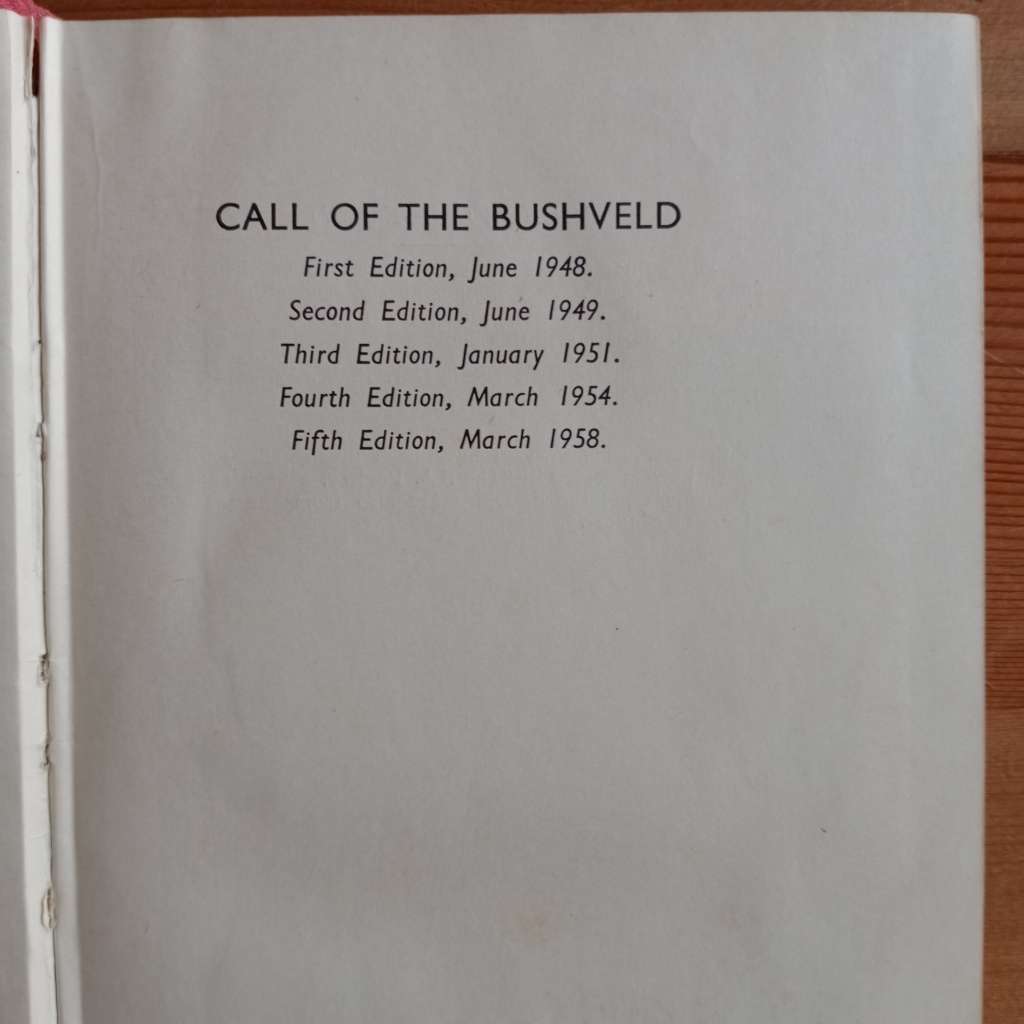 CALL OF THE BUSHVELD
First Edition, June 1948.
Second Edition, June 1949.
Third Edition, January 1951.
Fourth Edition, March 1954.
Fifth Edition, March 1958.